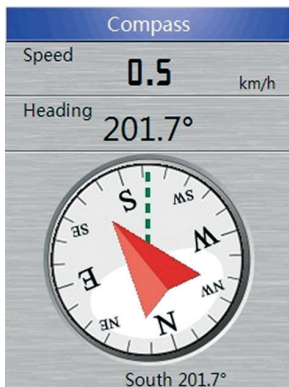 Compass
Speed
0.5
km/h
Heading
201.7°
S
SW
SE
W
E
NW
NE
N
South 201.7°